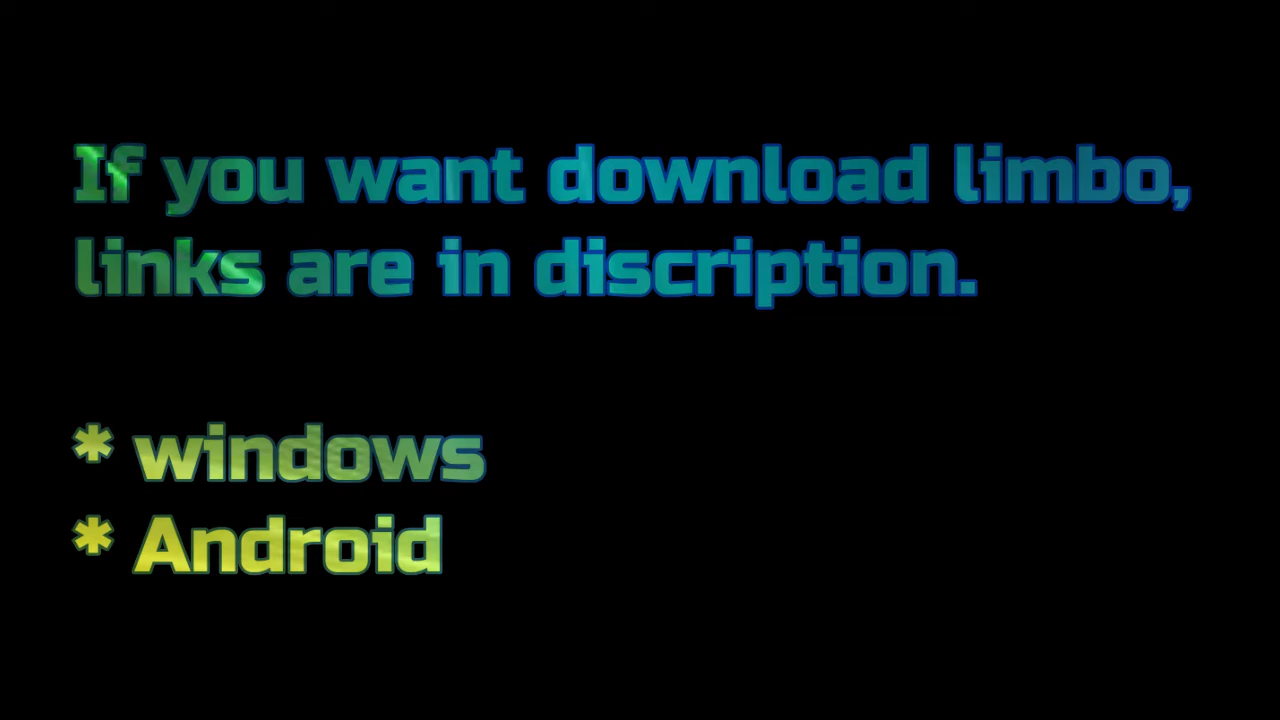 If you want download limbo,
links are in discription.
* windows
* Android